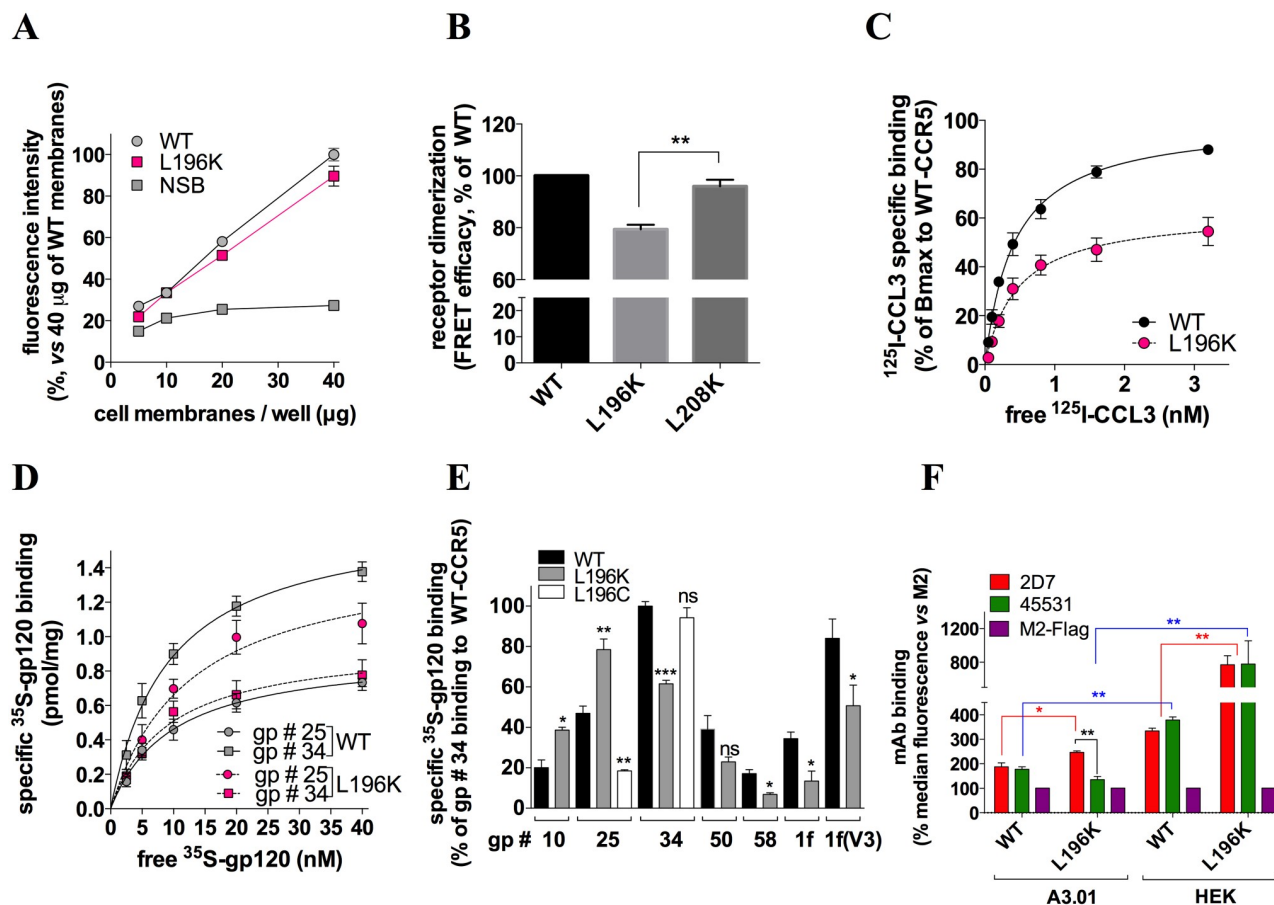 A
fluorescence intensity
(%, vs 40 µg of WT membranes)
100
80
60
40
20
0
WT
L196K
NSB
0 10 20 30 40
cell membranes / well (µg)
B
receptor dimerization
(FRET efficacy, % of WT)
120
100
80
60
20
10
0
**
WT
L196K
L208K
C
125I-CCL3 specific binding
(% of Bmax to WT-CCR5)
100
80
60
40
20
0
WT
L196K
0 1 2 3
free 125I-CCL3 (nM)
D
specific 35S-gp120 binding
(pmol/mg)
1.4
1.2
1.0
0.8
0.6
0.4
0.2
0.0
gp # 25
gp # 34
WT
gp # 25
gp # 34
L196K
0 5 10 15 20 25 30 35 40
free 35S-gp120 (nM)
E
specific 35S-gp120 binding
(% of gp # 34 binding to WT-CCR5)
WT
L196K
L196C
100
80
60
40
20
0
* ** ** *** ns ns * * *
gp # 10 25 34 50 58 1f 1f(V3)
F
mAb binding
(% median fluorescence vs M2)
2D7
45531
M2-Flag
1200
800
400
400
300
200
100
0
**
**
**
*
**
WT
L196K
WT
L196K
A3.01
HEK